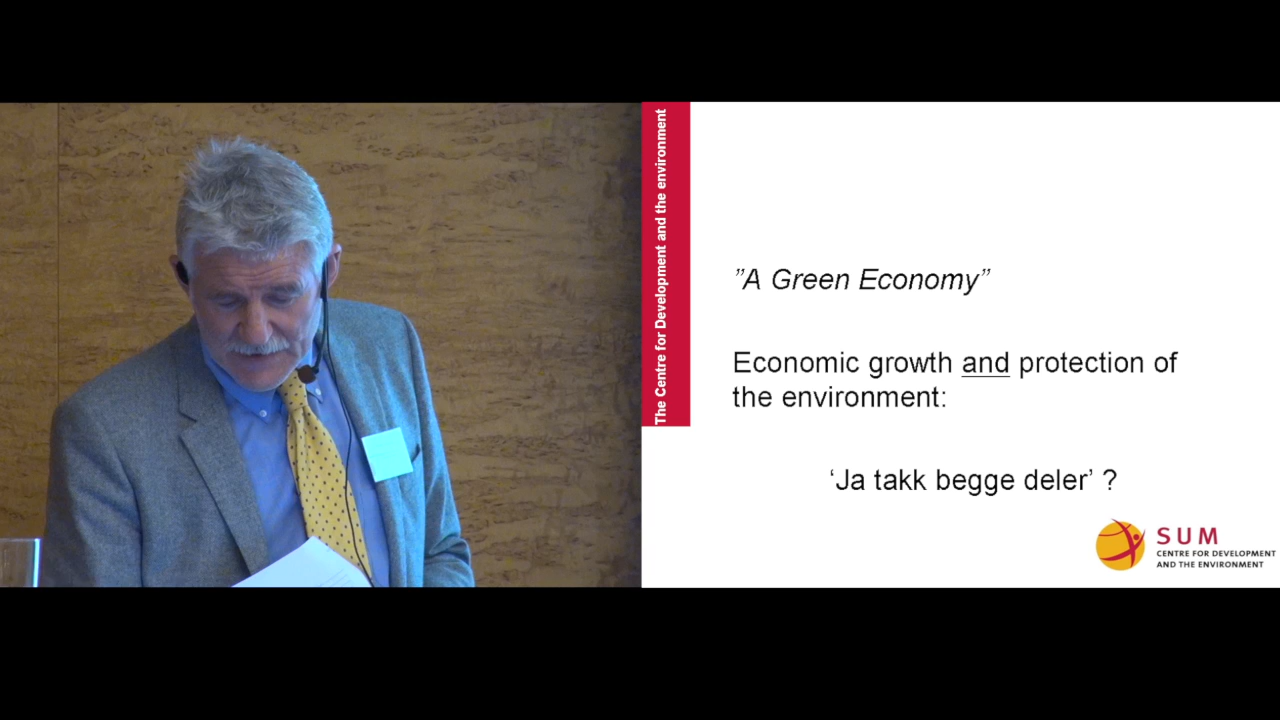 The Centre for Development and the environment
”A Green Economy”
Economic growth and protection of
the environment:
‘Ja takk begge deler’ ?
SUM
CENTRE FOR DEVELOPMENT
AND THE ENVIRONMENT